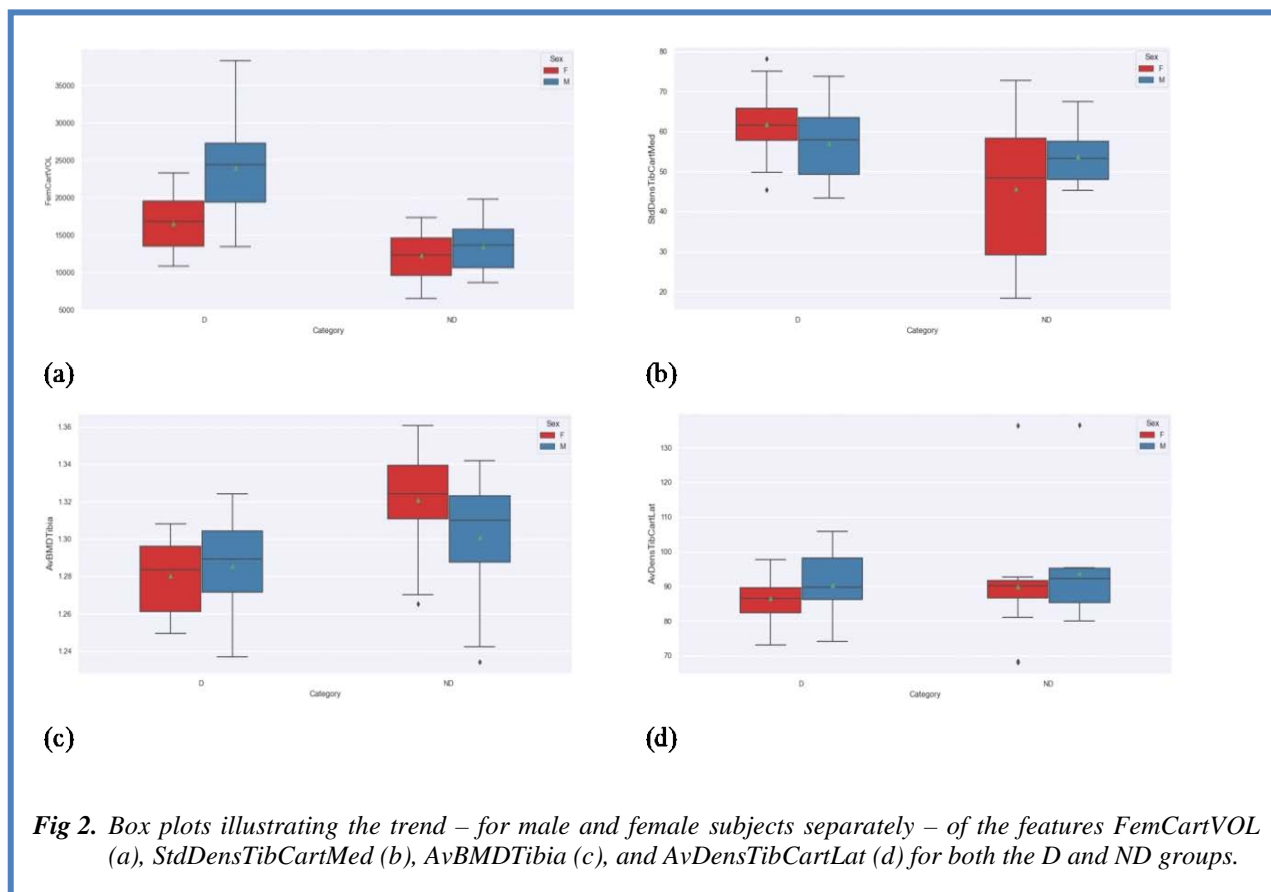 Sex
F
M
35000
30000
25000
20000
15000
10000
5000
FemCartVOL
D
ND
Category
(a)
Sex
F
M
80
70
60
50
40
30
20
StdDensTibCartMed
D
ND
Category
(b)
Sex
F
M
1.36
1.34
1.32
1.30
1.28
1.26
1.24
AvBMDTibia
D
ND
Category
(c)
Sex
F
M
130
120
110
100
90
80
70
AvDensTibCartLat
D
ND
Category
(d)
Fig 2. Box plots illustrating the trend – for male and female subjects separately – of the features FemCartVOL
(a), StdDensTibCartMed (b), AvBMDTibia (c), and AvDensTibCartLat (d) for both the D and ND groups.